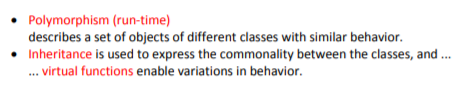 • Polymorphism (run-time)
describes a set of objects of different classes with similar behavior.
• Inheritance is used to express the commonality between the classes, and ...
... virtual functions enable variations in behavior.